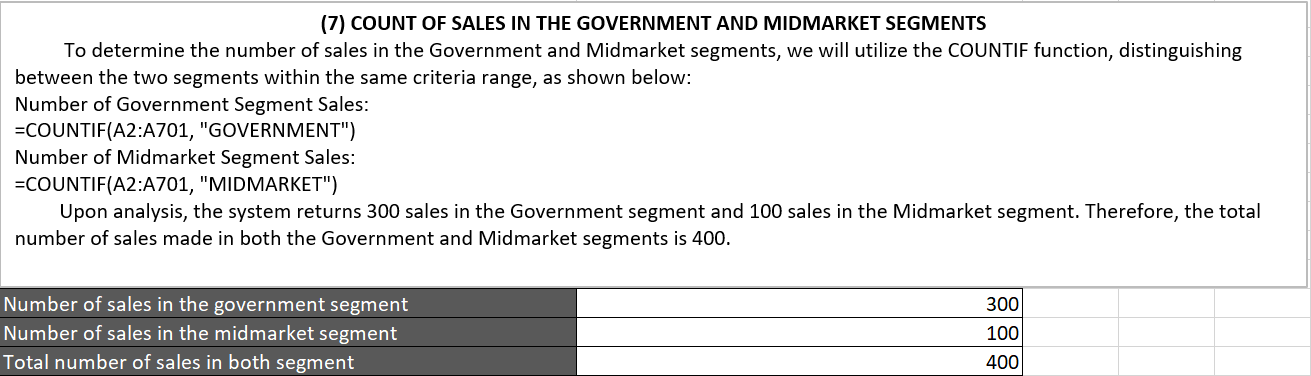 (7) COUNT OF SALES IN THE GOVERNMENT AND MIDMARKET SEGMENTS
To determine the number of sales in the Government and Midmarket segments, we will utilize the COUNTIF function, distinguishing
between the two segments within the same criteria range, as shown below:
Number of Government Segment Sales:
=COUNTIF(A2:A701, "GOVERNMENT")
Number of Midmarket Segment Sales:
=COUNTIF(A2:A701, "MIDMARKET")
Upon analysis, the system returns 300 sales in the Government segment and 100 sales in the Midmarket segment. Therefore, the total
number of sales made in both the Government and Midmarket segments is 400.
Number of sales in the government segment 300
Number of sales in the midmarket segment 100
Total number of sales in both segment 400